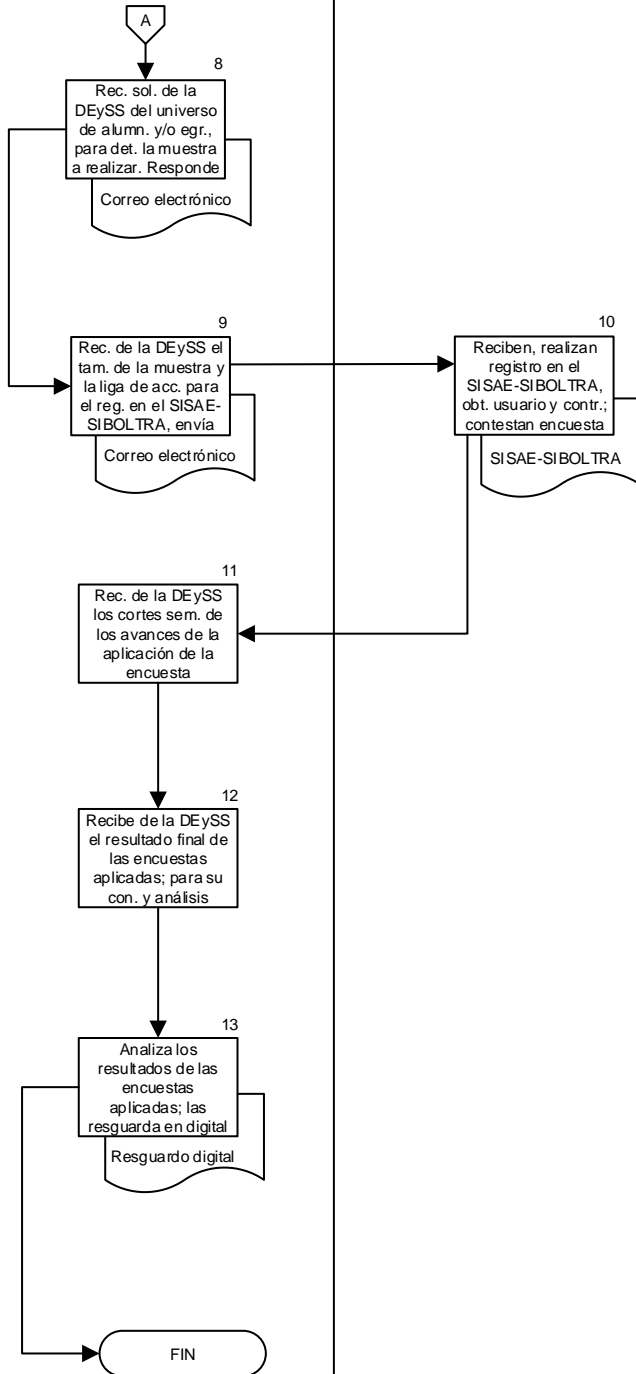 A
8
Rec. sol. de la
DEySS del universo
de alumn. y/o egr.,
para det. la muestra
a realizar. Responde
Correo electrónico
9
Rec. de la DEySS el
tam. de la muestra y
la liga de acc. para
el reg. en el SISAE-
SIBOLTRA, envía
Correo electrónico
10
Reciben, realizan
registro en el
SISAE-SIBOLTRA,
obt. usuario y contr.;
contestan encuesta
SISAE-SIBOLTRA
11
Rec. de la DEySS
los cortes sem. de
los avances de la
aplicación de la
encuesta
12
Recibe de la DEySS
el resultado final de
las encuestas
aplicadas; para su
con. y análisis
13
Analiza los
resultados de las
encuestas
aplicadas; las
resguarda en digital
Resguardo digital
FIN